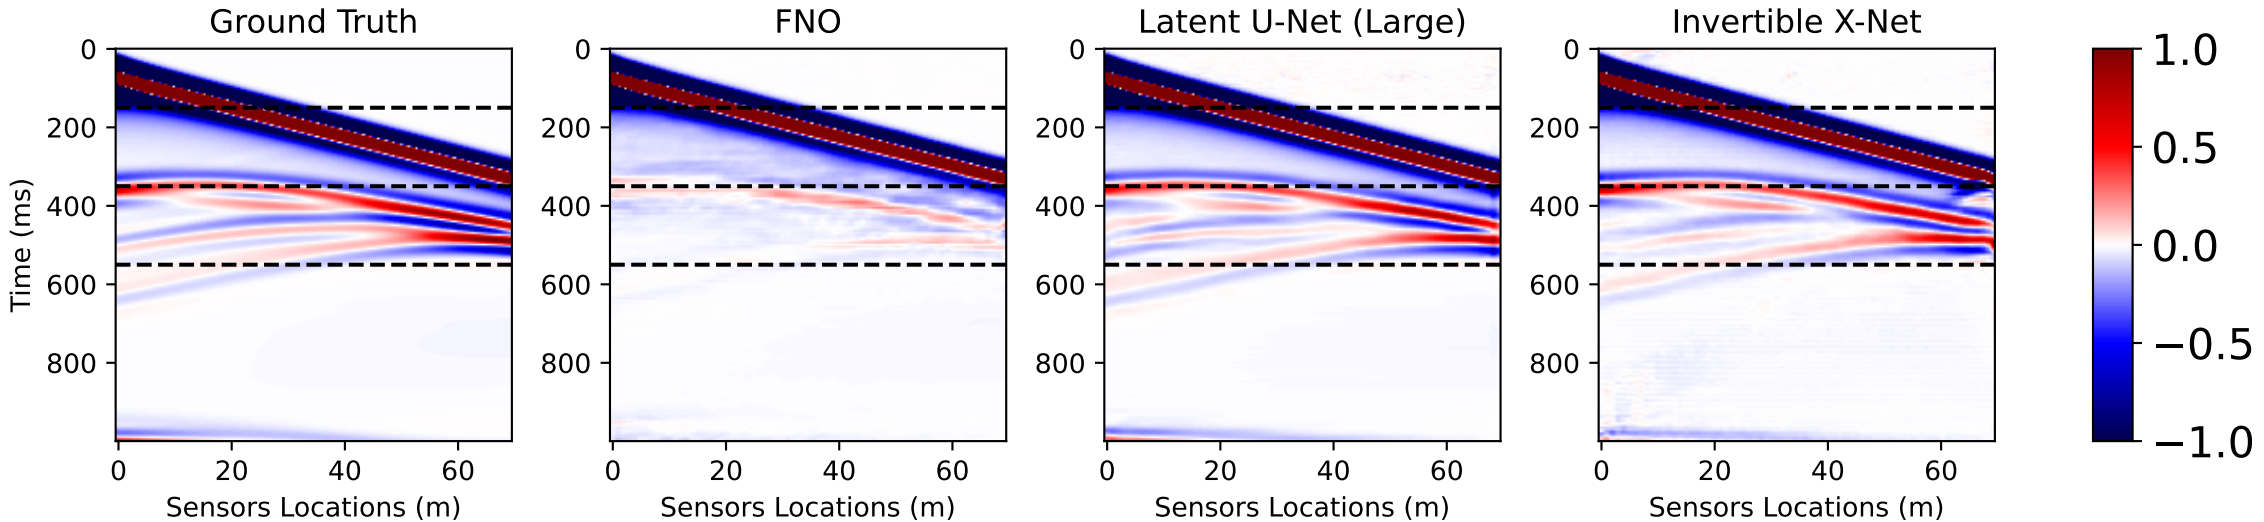 Ground Truth
FNO
Latent U-Net (Large)
Invertible X-Net
0
200
400
600
800
Time (ms)
0 20 40 60
Sensors Locations (m)
0
200
400
600
800
0 20 40 60
Sensors Locations (m)
0
200
400
600
800
0 20 40 60
Sensors Locations (m)
0
200
400
600
800
0 20 40 60
Sensors Locations (m)
1.0
0.5
0.0
−0.5
−1.0